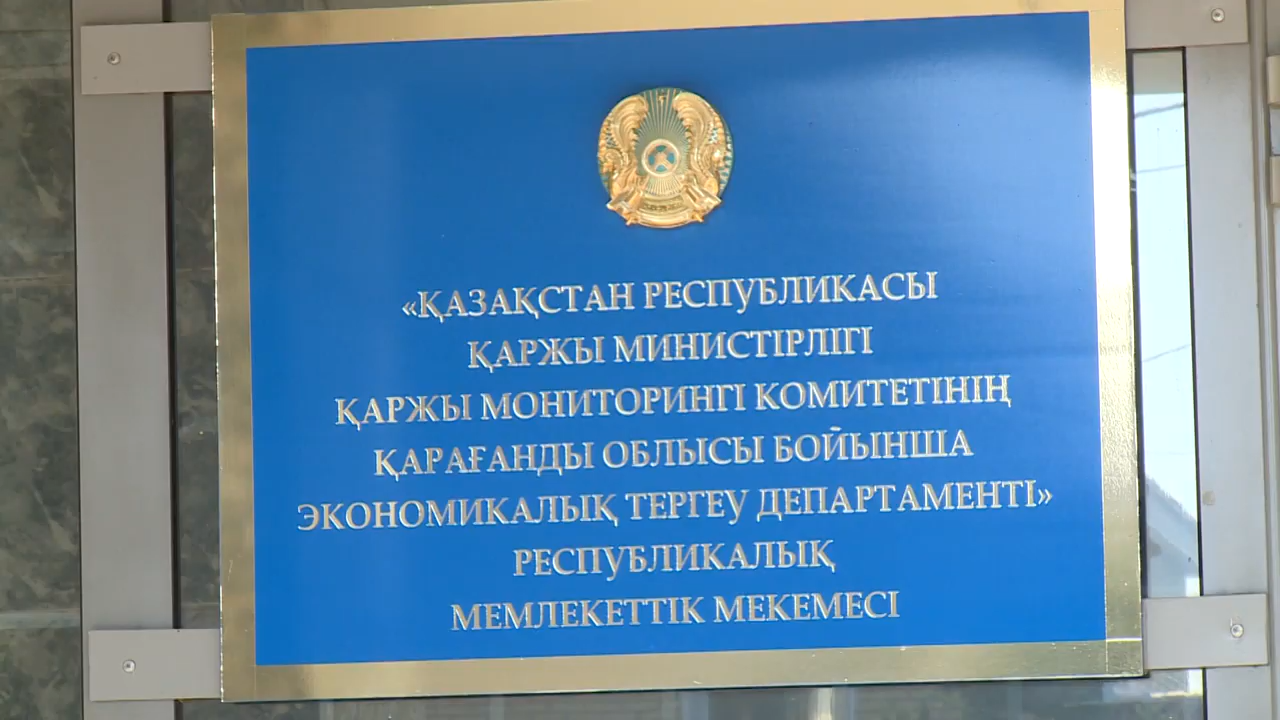 «ҚАЗАҚСТАН РЕСПУБЛИКАСЫ
ҚАРЖЫ МИНИСТІРЛІГІ
ҚАРЖЫ МОНИТОРИНГІ КОМИТЕТІНІҢ
ҚАРАҒАНДЫ ОБЛЫСЫ БОЙЫНША
ЭКОНОМИКАЛЫҚ ТЕРГЕУ ДЕПАРТАМЕНТІ»
РЕСПУБЛИКАЛЫҚ
МЕМЛЕКЕТТІК МЕКЕМЕСІ